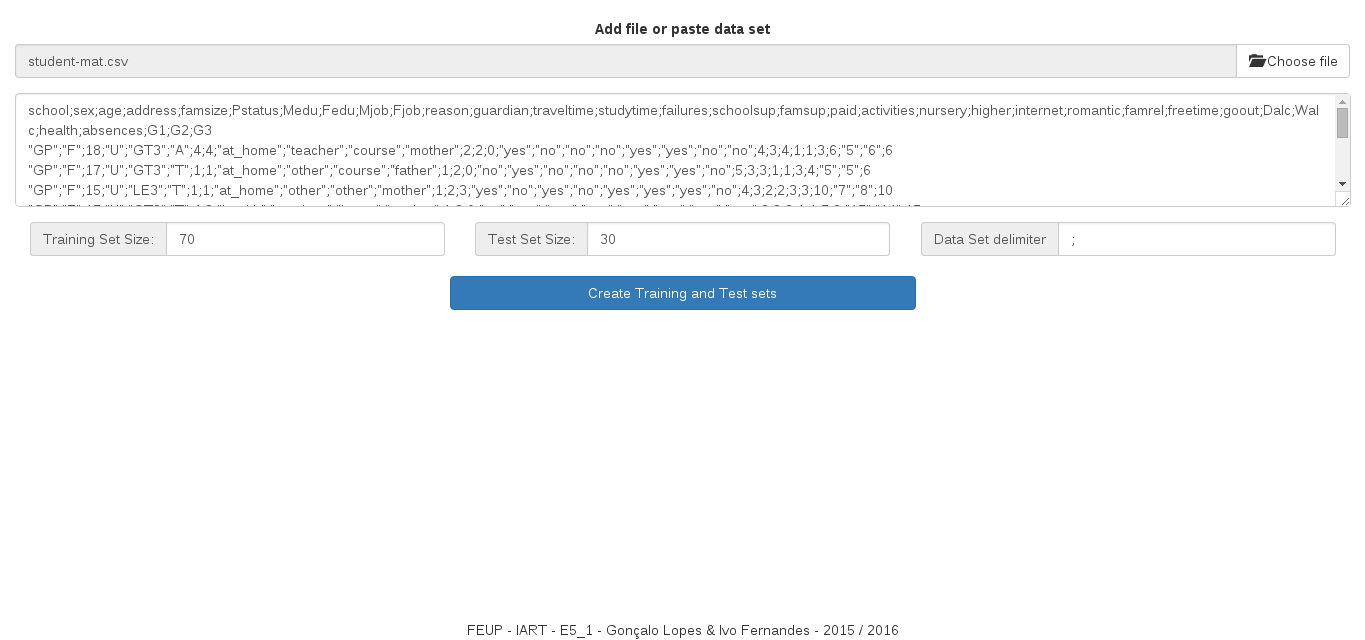 Add file or paste data set
student-mat.csv
Choose file
school;sex;age;address;famsize;Pstatus;Medu;Fedu;Mjob;Fjob;reason;guardian;traveltime;studytime;failures;schoolsup;famsup;paid;activities;nursery;higher;internet;romantic;famrel;freetime;goout;Dalc;Wal
c;health;absences;G1;G2;G3
"GP";"F";18;"U";"GT3";"A";4;4;"at_home";"teacher";"course";"mother";2;2;0;"yes";"no";"no";"no";"yes";"yes";"no";"no";4;3;4;1;1;3;6;"5";"6";6
"GP";"F";17;"U";"GT3";"T";1;1;"at_home";"other";"course";"father";1;2;0;"no";"yes";"no";"no";"no";"yes";"yes";"no";5;3;3;1;1;3;4;"5";"5";6
"GP";"F";15;"U";"LE3";"T";1;1;"at_home";"other";"other";"mother";1;2;3;"yes";"no";"yes";"no";"yes";"yes";"yes";"no";4;3;2;2;3;3;10;"7";"8";10
Training Set Size: 70
Test Set Size: 30
Data Set delimiter ;
Create Training and Test sets
FEUP - IART - E5_1 - Gonçalo Lopes & Ivo Fernandes - 2015 / 2016